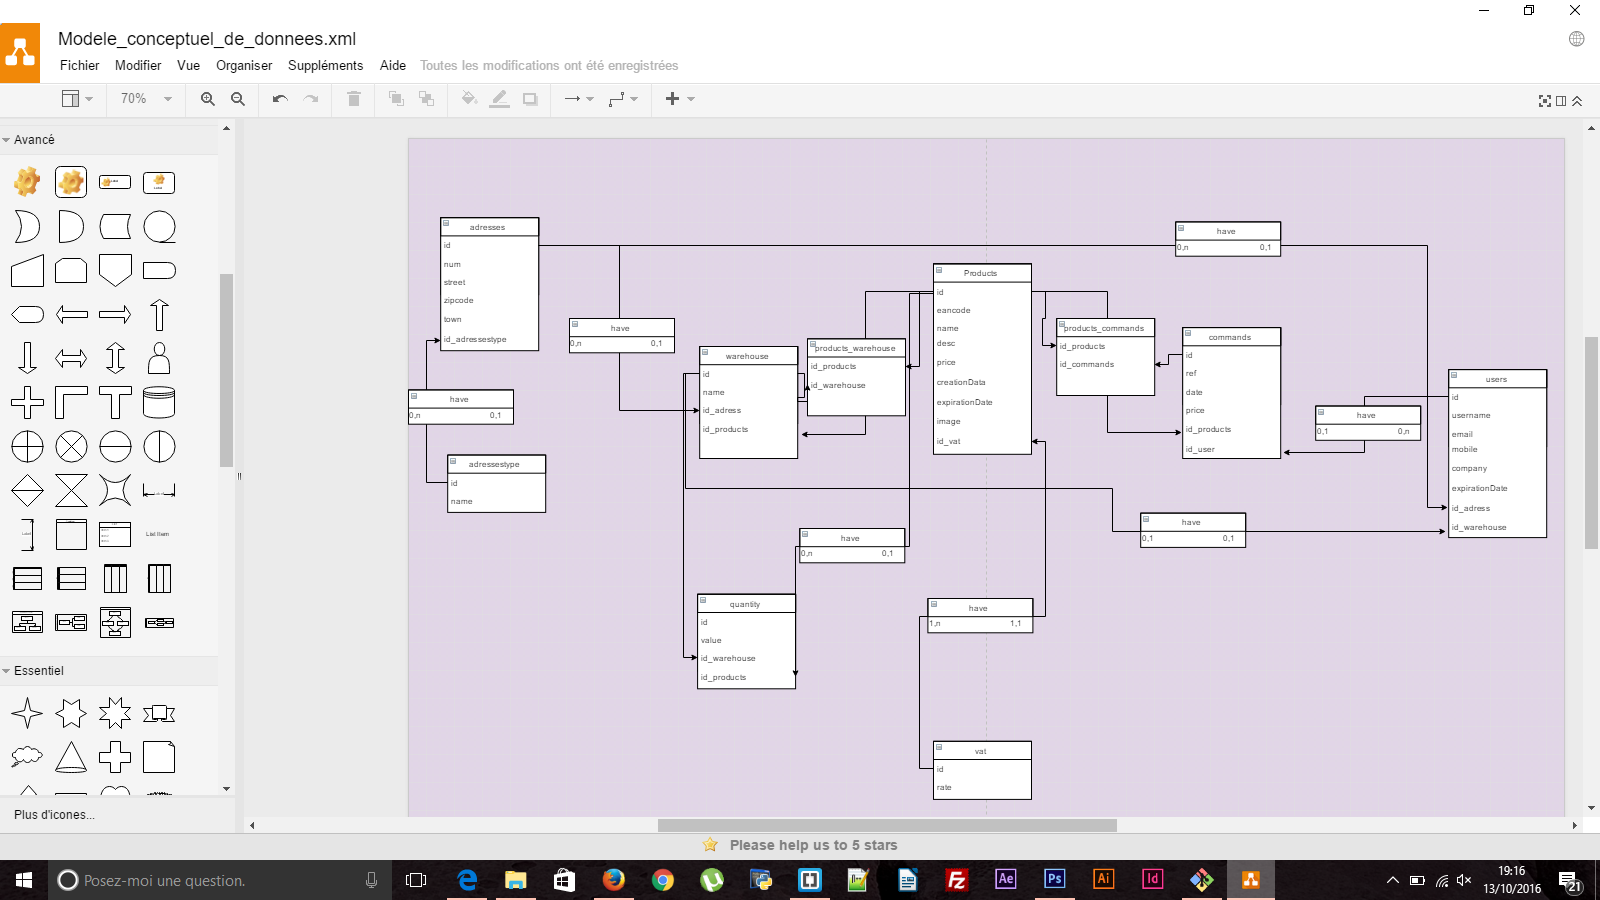 Modele_conceptuel_de_donnees.xml
Fichier Modifier Vue Organiser Suppléments Aide Toutes les modifications ont été enregistrées
70%
Avancé
List Item
Essentiel
Plus d'icones...
adresses
id
num
street
zipcode
town
id_adressestype
have
0,n 0,1
adressestype
id
name
have
0,n 0,1
warehouse
id
name
id_adress
id_products
products_warehouse
id_products
id_warehouse
Products
id
eancode
name
desc
price
creationData
expirationDate
image
id_vat
products_commands
id_products
id_commands
commands
id
ref
date
price
id_products
id_user
have
0,n 0,1
have
0,1 0,n
users
id
username
email
mobile
company
expirationDate
id_adress
id_warehouse
have
0,1 0,1
have
0,n 0,1
quantity
id
value
id_warehouse
id_products
have
1,n 1,1
vat
id
rate
Please help us to 5 stars
Posez-moi une question.
Ae
Ps
Ai
Id
19:16
13/10/2016
21